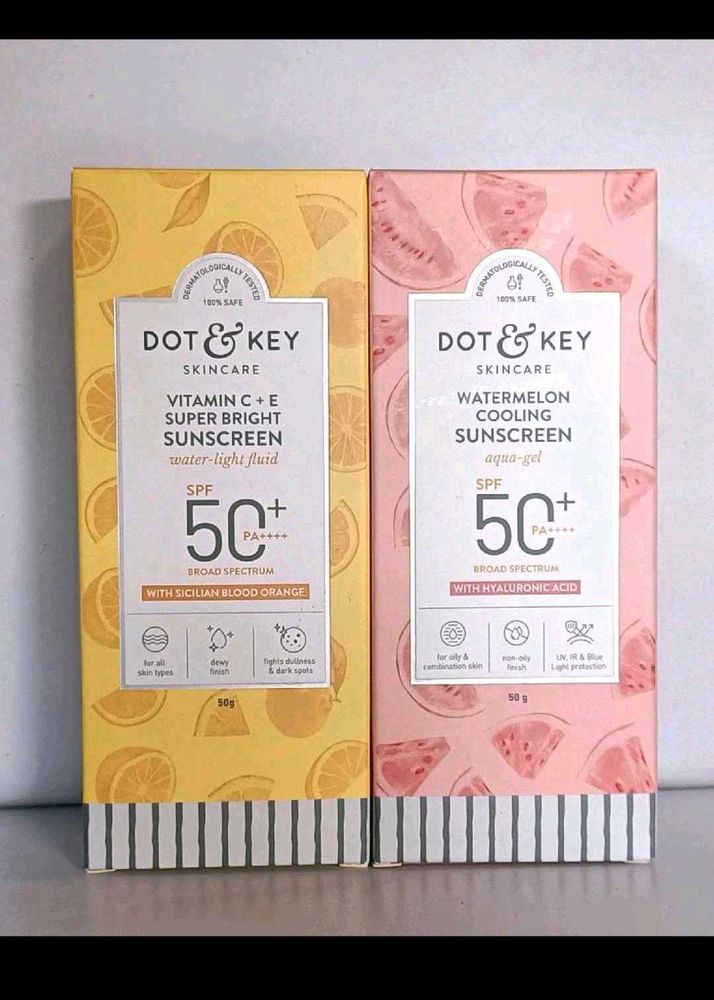 DERMATOLOGICALLY TESTED
100% SAFE
DOT & KEY
SKINCARE
VITAMIN C + E
SUPER BRIGHT
SUNSCREEN
water-light fluid
SPF
50+
PA++++
BROAD SPECTRUM
WITH SICILIAN BLOOD ORANGE
for all
skin types
dewy
finish
fights dullness
& dark spots
50g
DERMATOLOGICALLY TESTED
100% SAFE
DOT & KEY
SKINCARE
WATERMELON
COOLING
SUNSCREEN
aqua-gel
SPF
50+
PA++++
BROAD SPECTRUM
WITH HYALURONIC ACID
for oily &
combination skin
non-oily
finish
UV, IR & Blue
Light protection
50 g